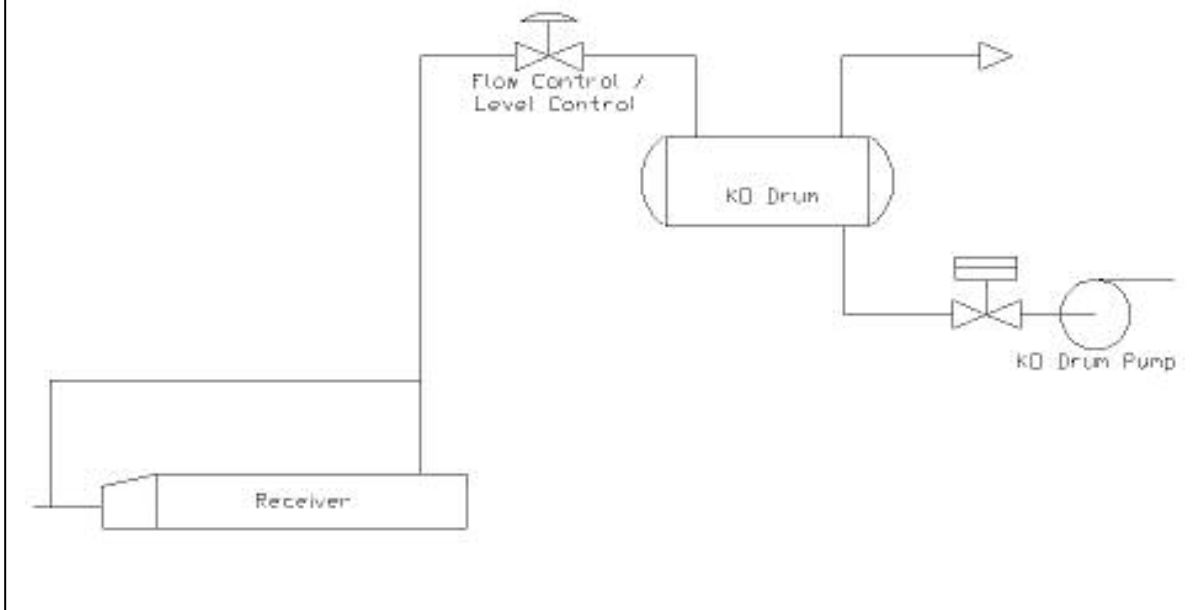 Flow Control /
Level Control
KO Drum
KO Drum Pump
Receiver